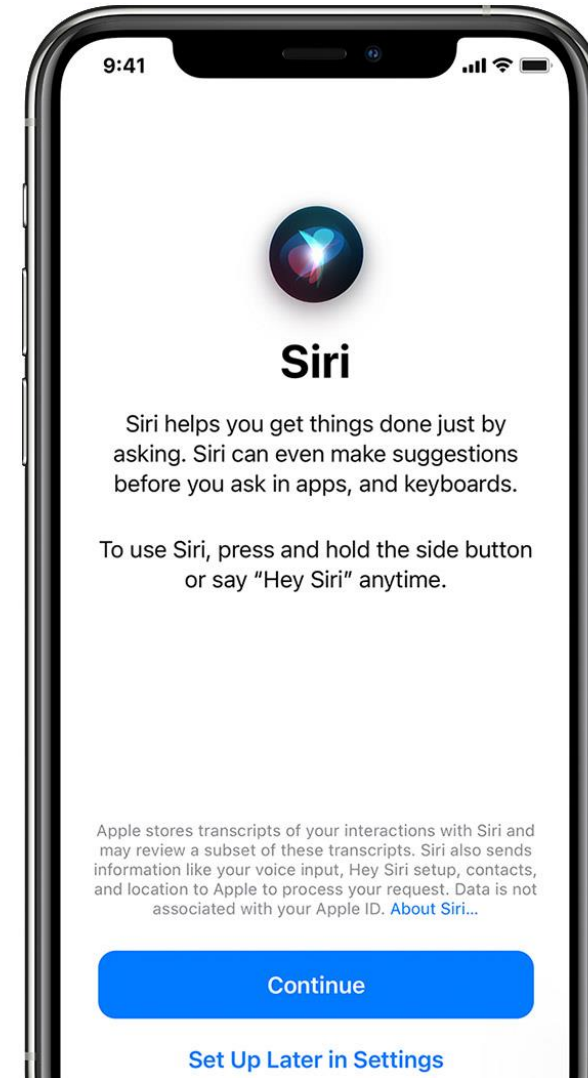 9:41
Siri
Siri helps you get things done just by
asking. Siri can even make suggestions
before you ask in apps, and keyboards.
To use Siri, press and hold the side button
or say “Hey Siri” anytime.
Apple stores transcripts of your interactions with Siri and
may review a subset of these transcripts. Siri also sends
information like your voice input, Hey Siri setup, contacts,
and location to Apple to process your request. Data is not
associated with your Apple ID. About Siri...
Continue
Set Up Later in Settings